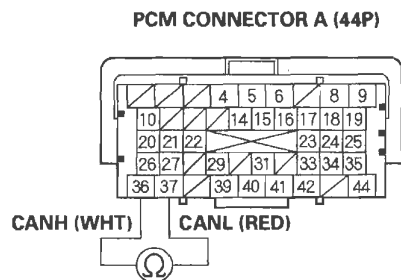 PCM CONNECTOR A (44P)
4 5 6 8 9
10 14 15 16 17 18 19
20 21 22 23 24 25
26 27 29 31 33 34 35
36 37 39 40 41 42 44
CANH (WHT) CANL (RED)
Ω